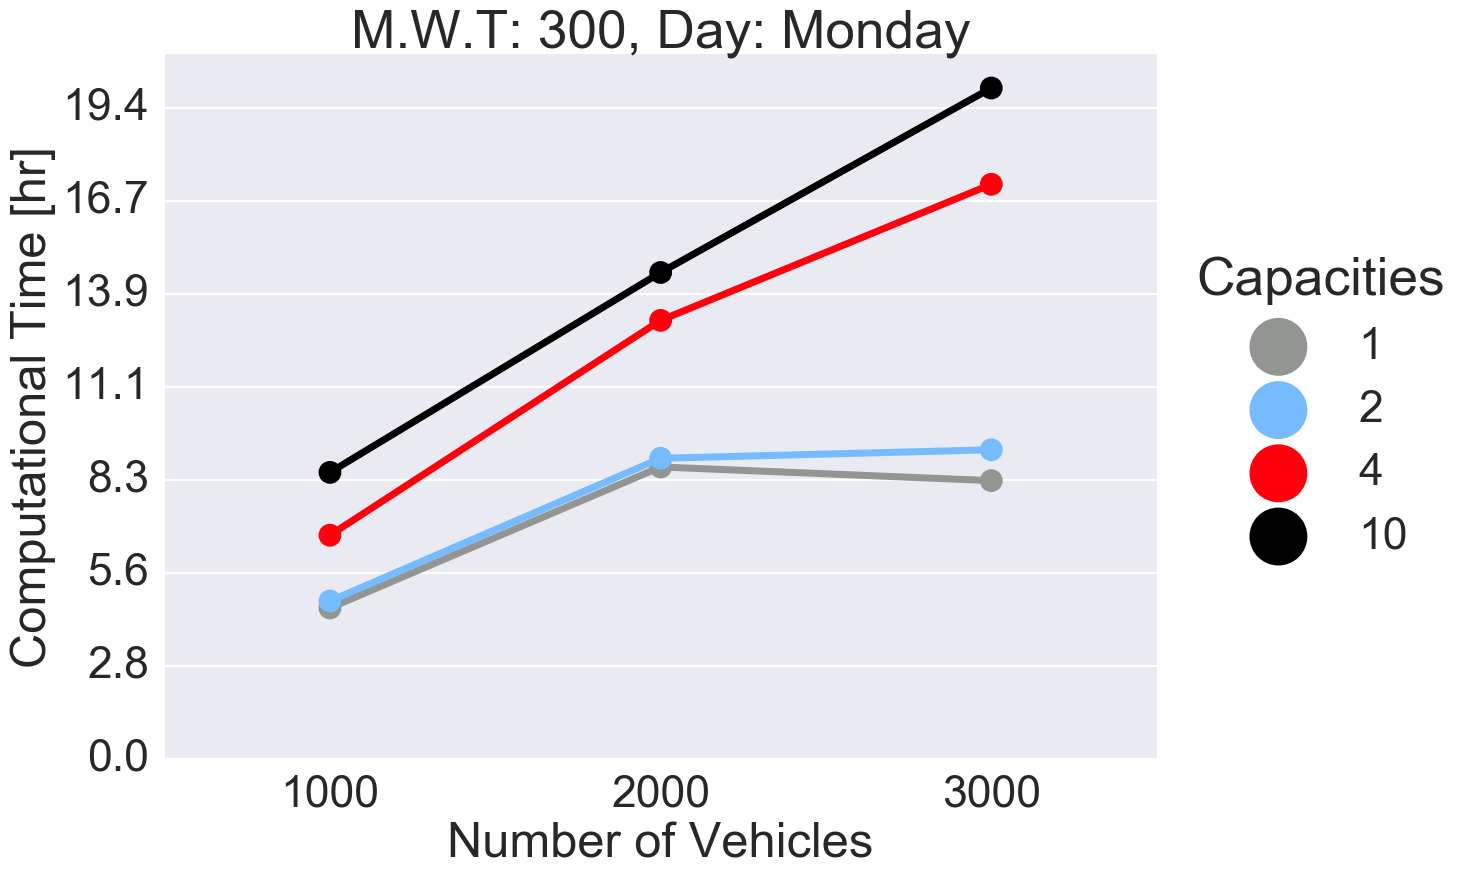 M.W.T: 300, Day: Monday
Computational Time [hr]
19.4
16.7
13.9
11.1
8.3
5.6
2.8
0.0
1000 2000 3000
Number of Vehicles
Capacities
1
2
4
10